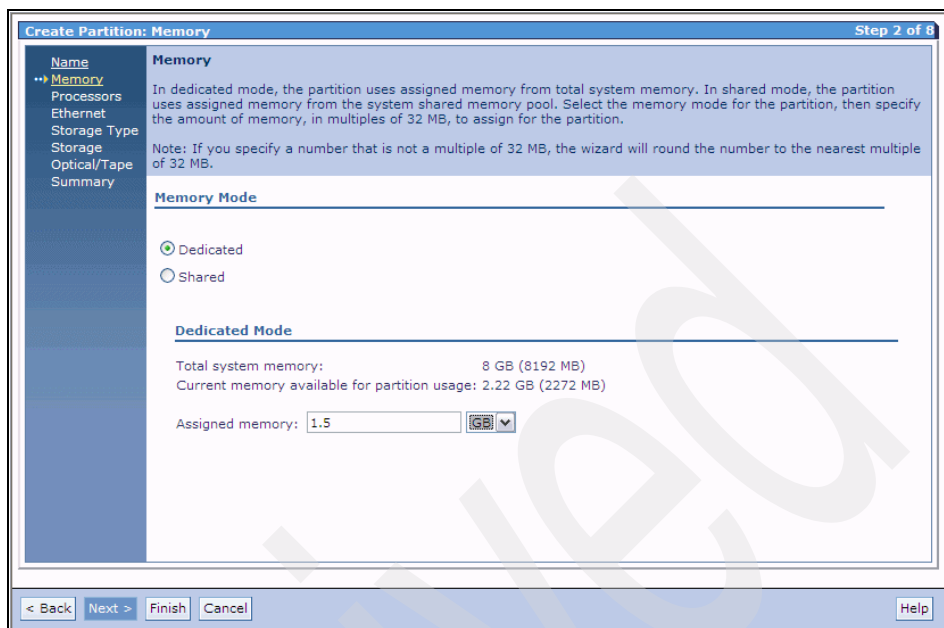 Create Partition: Memory
Step 2 of 8
Name
Memory
Processors
Ethernet
Storage Type
Storage
Optical/Tape
Summary
Memory
In dedicated mode, the partition uses assigned memory from total system memory. In shared mode, the partition
uses assigned memory from the system shared memory pool. Select the memory mode for the partition, then specify
the amount of memory, in multiples of 32 MB, to assign for the partition.
Note: If you specify a number that is not a multiple of 32 MB, the wizard will round the number to the nearest multiple
of 32 MB.
Memory Mode
Dedicated
Shared
Dedicated Mode
Total system memory: 8 GB (8192 MB)
Current memory available for partition usage: 2.22 GB (2272 MB)
Assigned memory: 1.5 GB
< Back Next > Finish Cancel Help